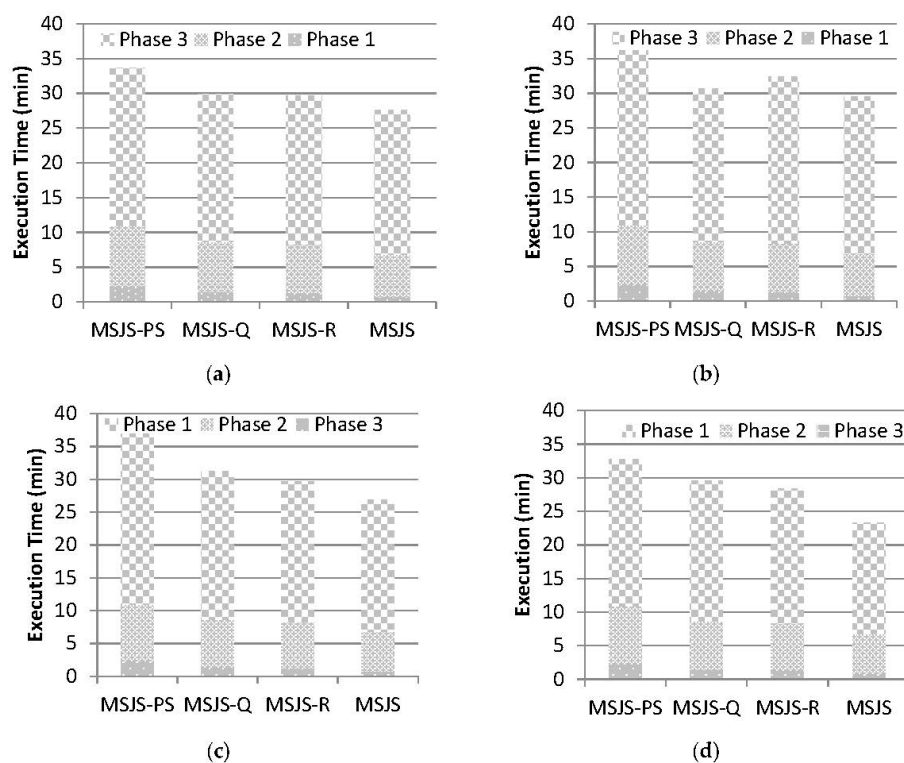 40
35
30
25
20
15
10
5
0
Execution Time (min)
Phase 3 Phase 2 Phase 1
MSJS-PS MSJS-Q MSJS-R MSJS
(a)
40
35
30
25
20
15
10
5
0
Execution Time (min)
Phase 3 Phase 2 Phase 1
MSJS-PS MSJS-Q MSJS-R MSJS
(b)
40
35
30
25
20
15
10
5
0
Execution Time (min)
Phase 1 Phase 2 Phase 3
MSJS-PS MSJS-Q MSJS-R MSJS
(c)
40
35
30
25
20
15
10
5
0
Execution (min)
Phase 1 Phase 2 Phase 3
MSJS-PS MSJS-Q MSJS-R MSJS
(d)